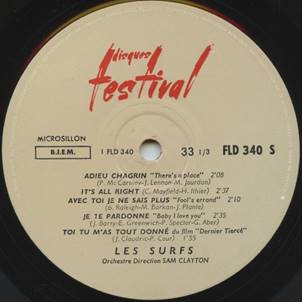 disques
festival
MICROSILLON
B.I.E.M.
1 FLD 340
33 1/3
FLD 340 S
ADIEU CHAGRIN "There's a place" 2'08
(P. McCartney-J. Lennon-M. Jourdan)
IT'S ALL RIGHT (C. Mayfield-H. Ithier) 2'37
AVEC TOI JE NE SAIS PLUS "Fool's errand" 2'10
(B. Raleigh-M. Barkan-J. Plante)
JE TE PARDONNE "Baby I love you" 2'35
(J. Barry-E. Greenwich-P. Spector-G. Aber)
TOI TU M'AS TOUT DONNÉ du film "Dernier Tiercé"
(J. Claudric-P. Cour) 1'55
LES SURFS
Orchestre Direction SAM CLAYTON